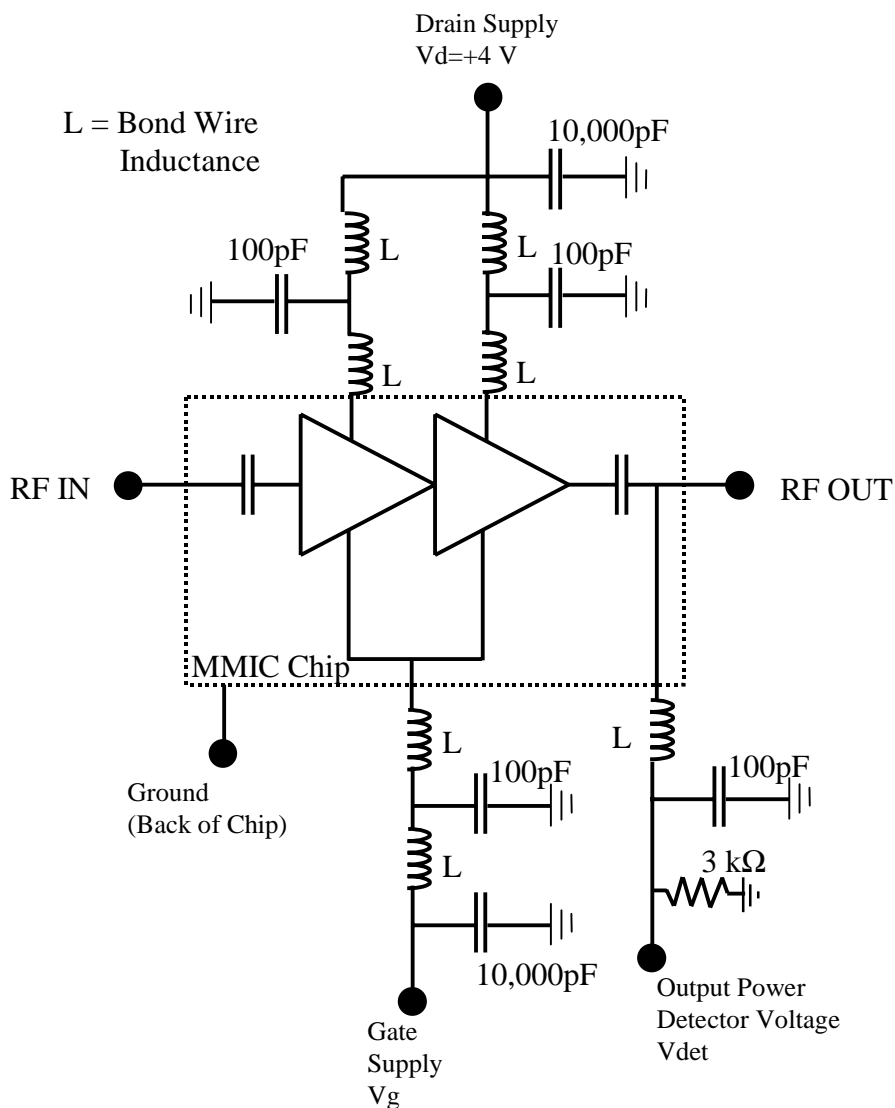 Drain Supply
Vd=+4 V
L = Bond Wire
Inductance
10,000pF
100pF
L
L
100pF
L
L
RF IN
RF OUT
MMIC Chip
L
L
100pF
100pF
Ground
(Back of Chip)
L
3 kΩ
10,000pF
Output Power
Detector Voltage
Vdet
Gate
Supply
Vg